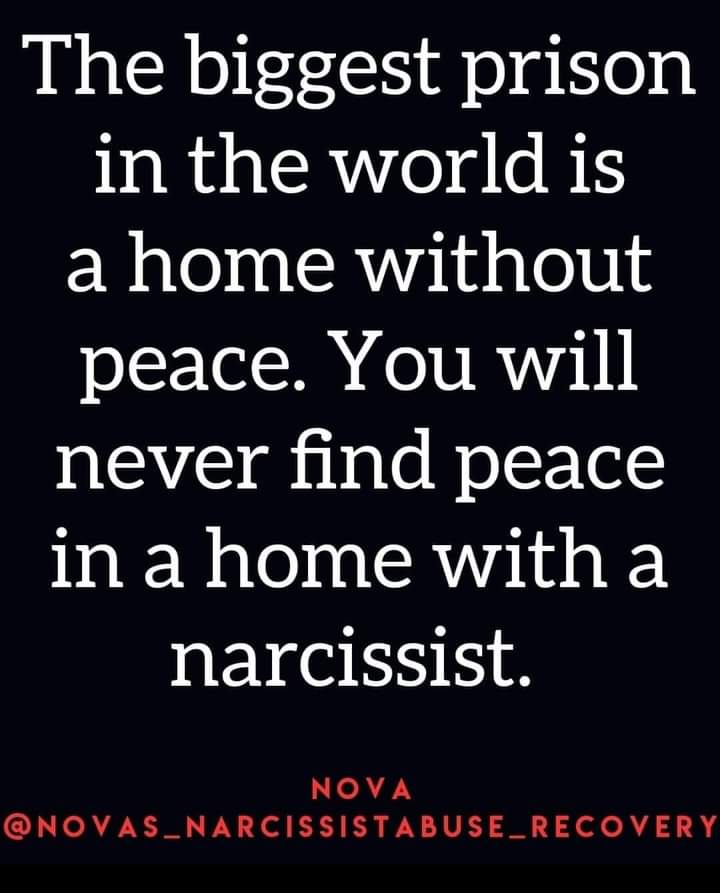 The biggest prison
in the world is
a home without
peace. You will
never find peace
in a home with a
narcissist.
NOVA
@NOVAS_NARCISSISTABUSE_RECOVERY